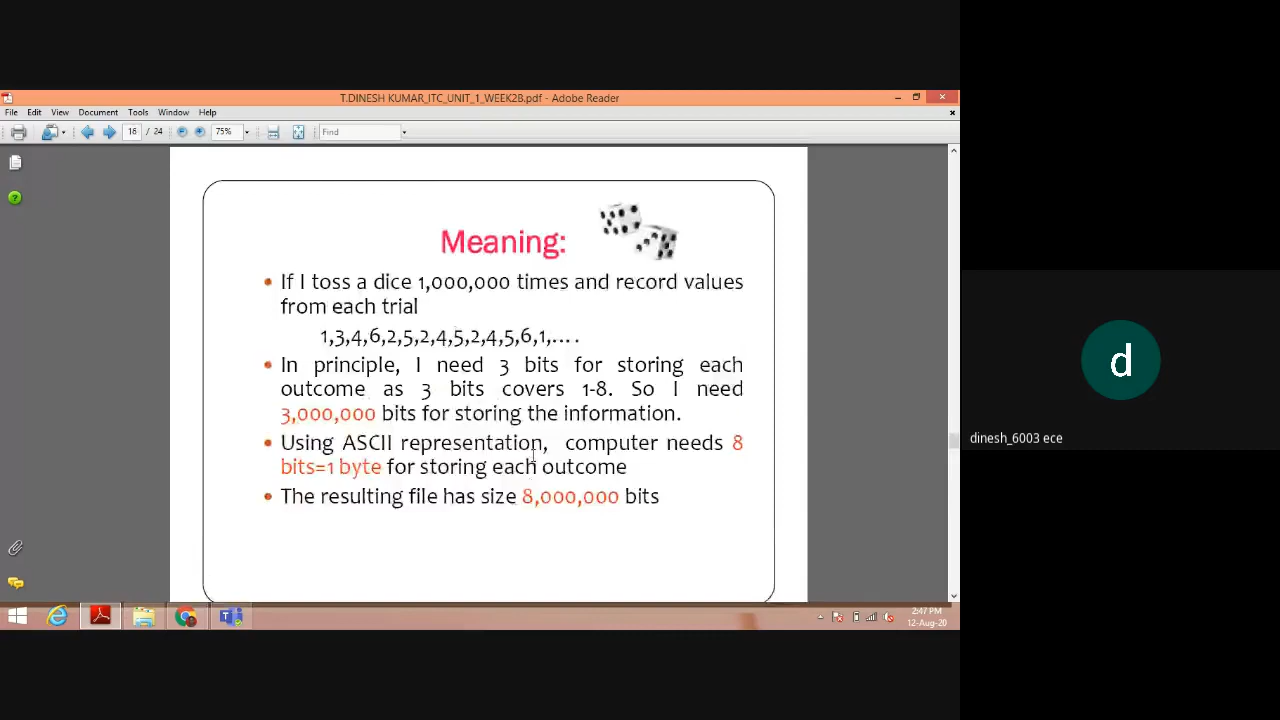 T.DINESH KUMAR_ITC_UNIT_1_WEEK2B.pdf - Adobe Reader
File Edit View Document Tools Window Help
16 / 24 75% Find
Meaning:
If I toss a dice 1,000,000 times and record values
from each trial
1,3,4,6,2,5,2,4,5,2,4,5,6,1,... .
In principle, I need 3 bits for storing each
outcome as 3 bits covers 1-8. So I need
3,000,000 bits for storing the information.
Using ASCII representation, computer needs 8
bits=1 byte for storing each outcome
The resulting file has size 8,000,000 bits
d
dinesh_6003 ece
2:47 PM
12-Aug-20